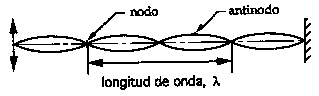 nodo
antinodo
longitud de onda, λ